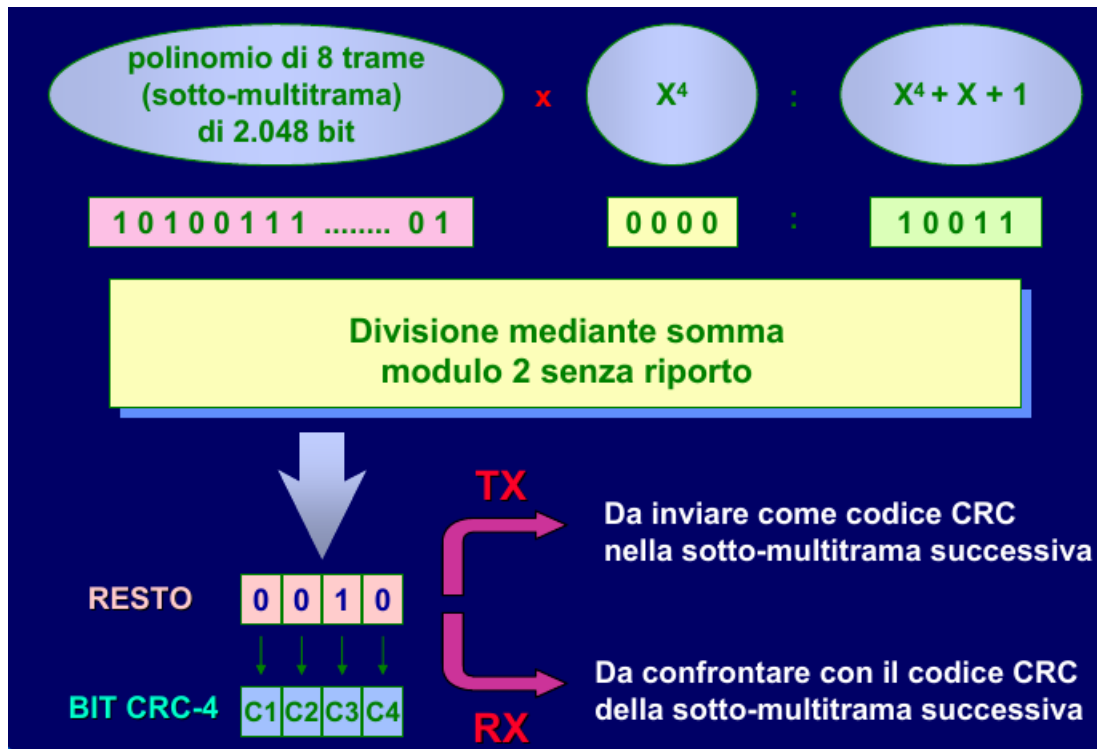 polinomio di 8 trame
(sotto-multitrama)
di 2.048 bit
x
X⁴
:
X⁴ + X + 1
1 0 1 0 0 1 1 1 ........ 0 1
0 0 0 0
:
1 0 0 1 1
Divisione mediante somma
modulo 2 senza riporto
TX
Da inviare come codice CRC
nella sotto-multitrama successiva
RESTO 0 0 1 0
BIT CRC-4 C1 C2 C3 C4
RX
Da confrontare con il codice CRC
della sotto-multitrama successiva